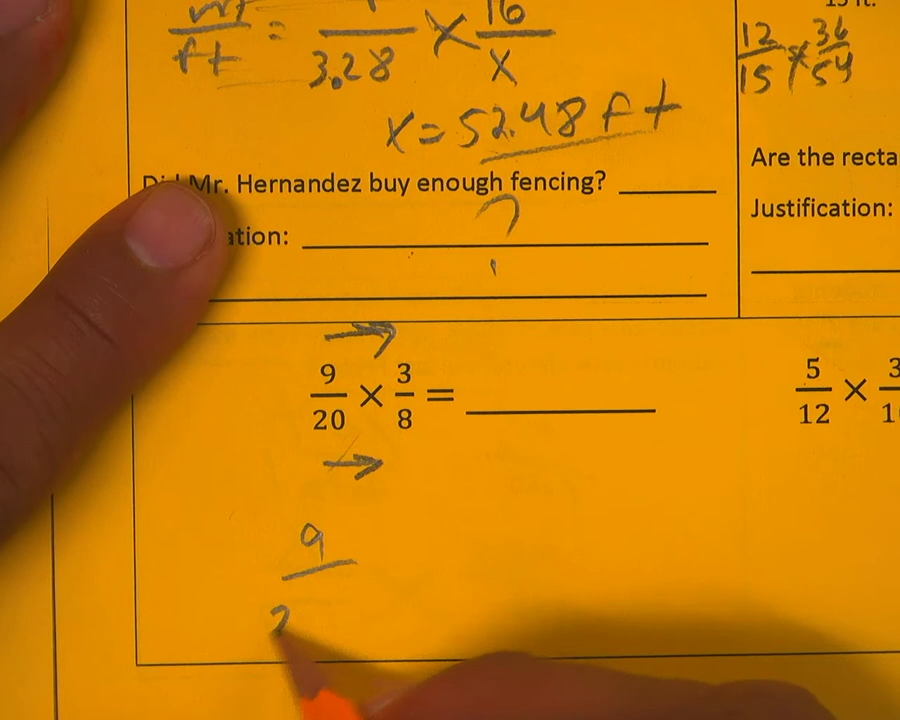 16
ft = 3.28 X x
x = 52.48 ft
12 36
15 x 54
Mr. Hernandez buy enough fencing?
Are the recta
Justification:
ation:
9/20 × 3/8 =
5/12 ×
9
2